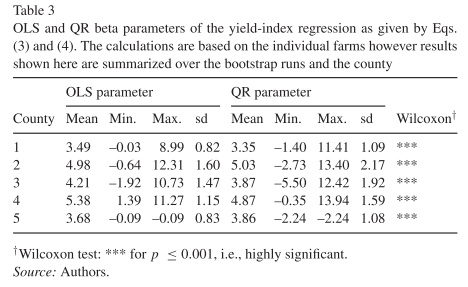 Table 3
OLS and QR beta parameters of the yield-index regression as given by Eqs.
(3) and (4). The calculations are based on the individual farms however results
shown here are summarized over the bootstrap runs and the county
OLS parameter QR parameter
County Mean Min. Max. sd Mean Min. Max. sd Wilcoxon†
1 3.49 –0.03 8.99 0.82 3.35 –1.40 11.41 1.09 ***
2 4.98 –0.64 12.31 1.60 5.03 –2.73 13.40 2.17 ***
3 4.21 –1.92 10.73 1.47 3.87 –5.50 12.42 1.92 ***
4 5.38 1.39 11.27 1.15 4.87 –0.35 13.94 1.59 ***
5 3.68 –0.09 –0.09 0.83 3.86 –2.24 –2.24 1.08 ***
†Wilcoxon test: *** for p ≤ 0.001, i.e., highly significant.
Source: Authors.